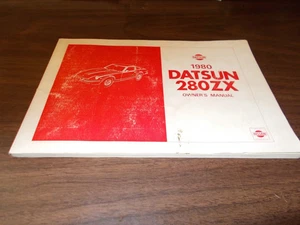 1980
DATSUN
280ZX
OWNER'S MANUAL